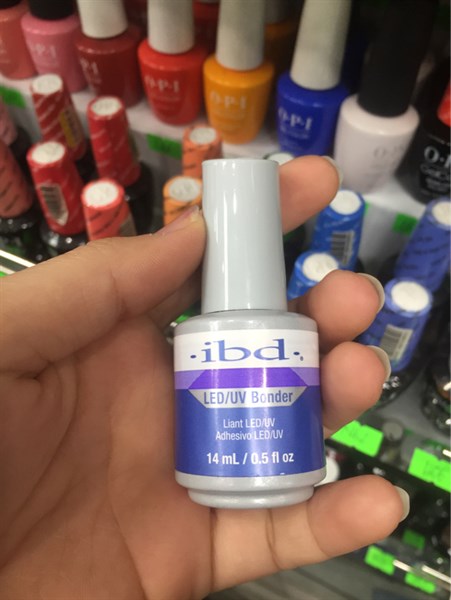 O·P·I
O·P·I
·ibd·
LED/UV Bonder
Liant LED/UV
Adhesivo LED/UV
14 mL / 0.5 fl oz